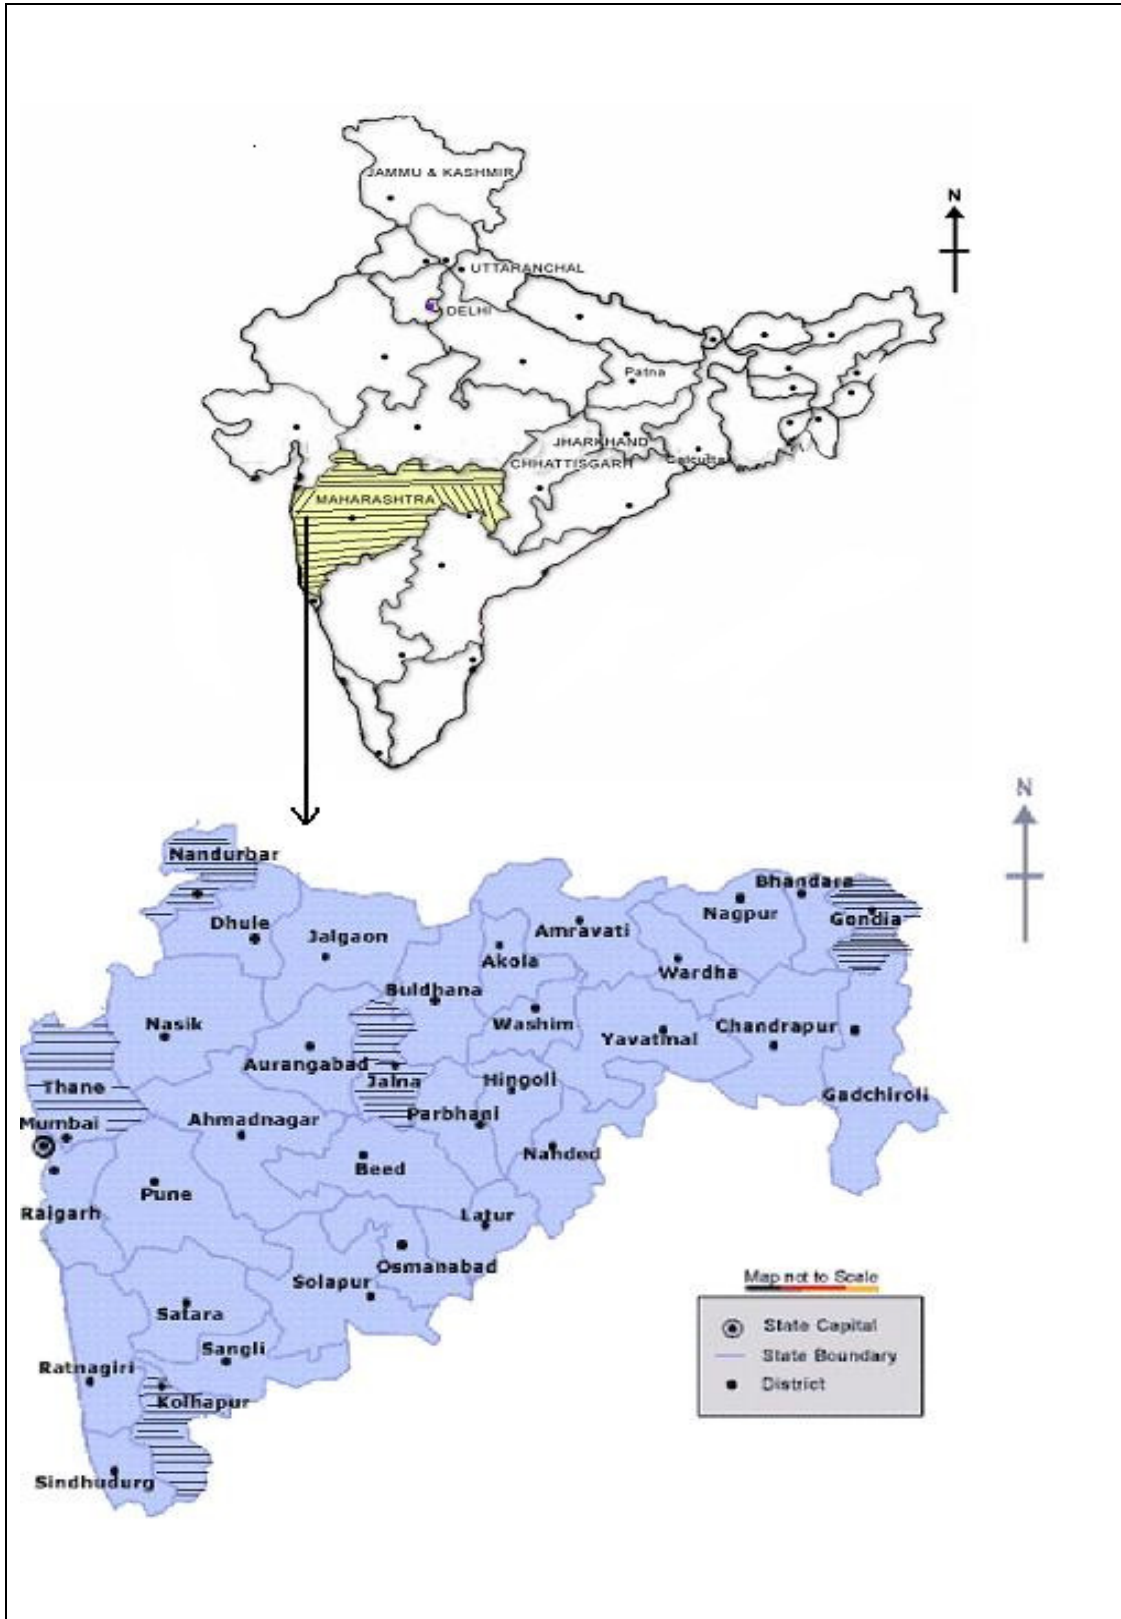 JAMMU & KASHMIR
N
UTTARANCHAL
DELHI
Patna
JHARKHAND
CHHATTISGARH
Calcutta
MAHARASHTRA
N
Nandurbar
Bhandara
Nagpur
Gondia
Dhule
Amravati
Jalgaon
Akola
Wardha
Buldhana
Nasik
Washim
Chandrapur
Yavatmal
Aurangabad
Jalna
Hingoli
Thane
Gadchiroli
Parbhani
Ahmadnagar
Mumbai
Nanded
Beed
Pune
Raigarh
Latur
Osmanabad
Solapur
Map not to Scale
Satara
State Capital
Sangli
State Boundary
Ratnagiri
District
Kolhapur
Sindhudurg